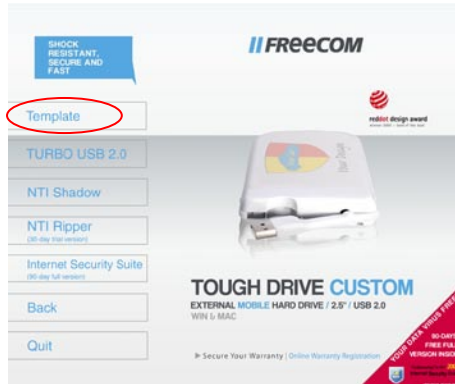 SHOCK
RESISTANT,
SECURE AND
FAST
FREECOM
reddot design award
Template
TURBO USB 2.0
NTI Shadow
NTI Ripper
(30-day trial version)
Internet Security Suite
(90-day full version)
Back
Quit
Your Design
TOUGH DRIVE CUSTOM
EXTERNAL MOBILE HARD DRIVE / 2.5" / USB 2.0
WIN & MAC
Secure Your Warranty | Online Warranty Registration
YOUR DATA VIRUS FREE
90-DAYS
FREE FULL
VERSION INSIDE